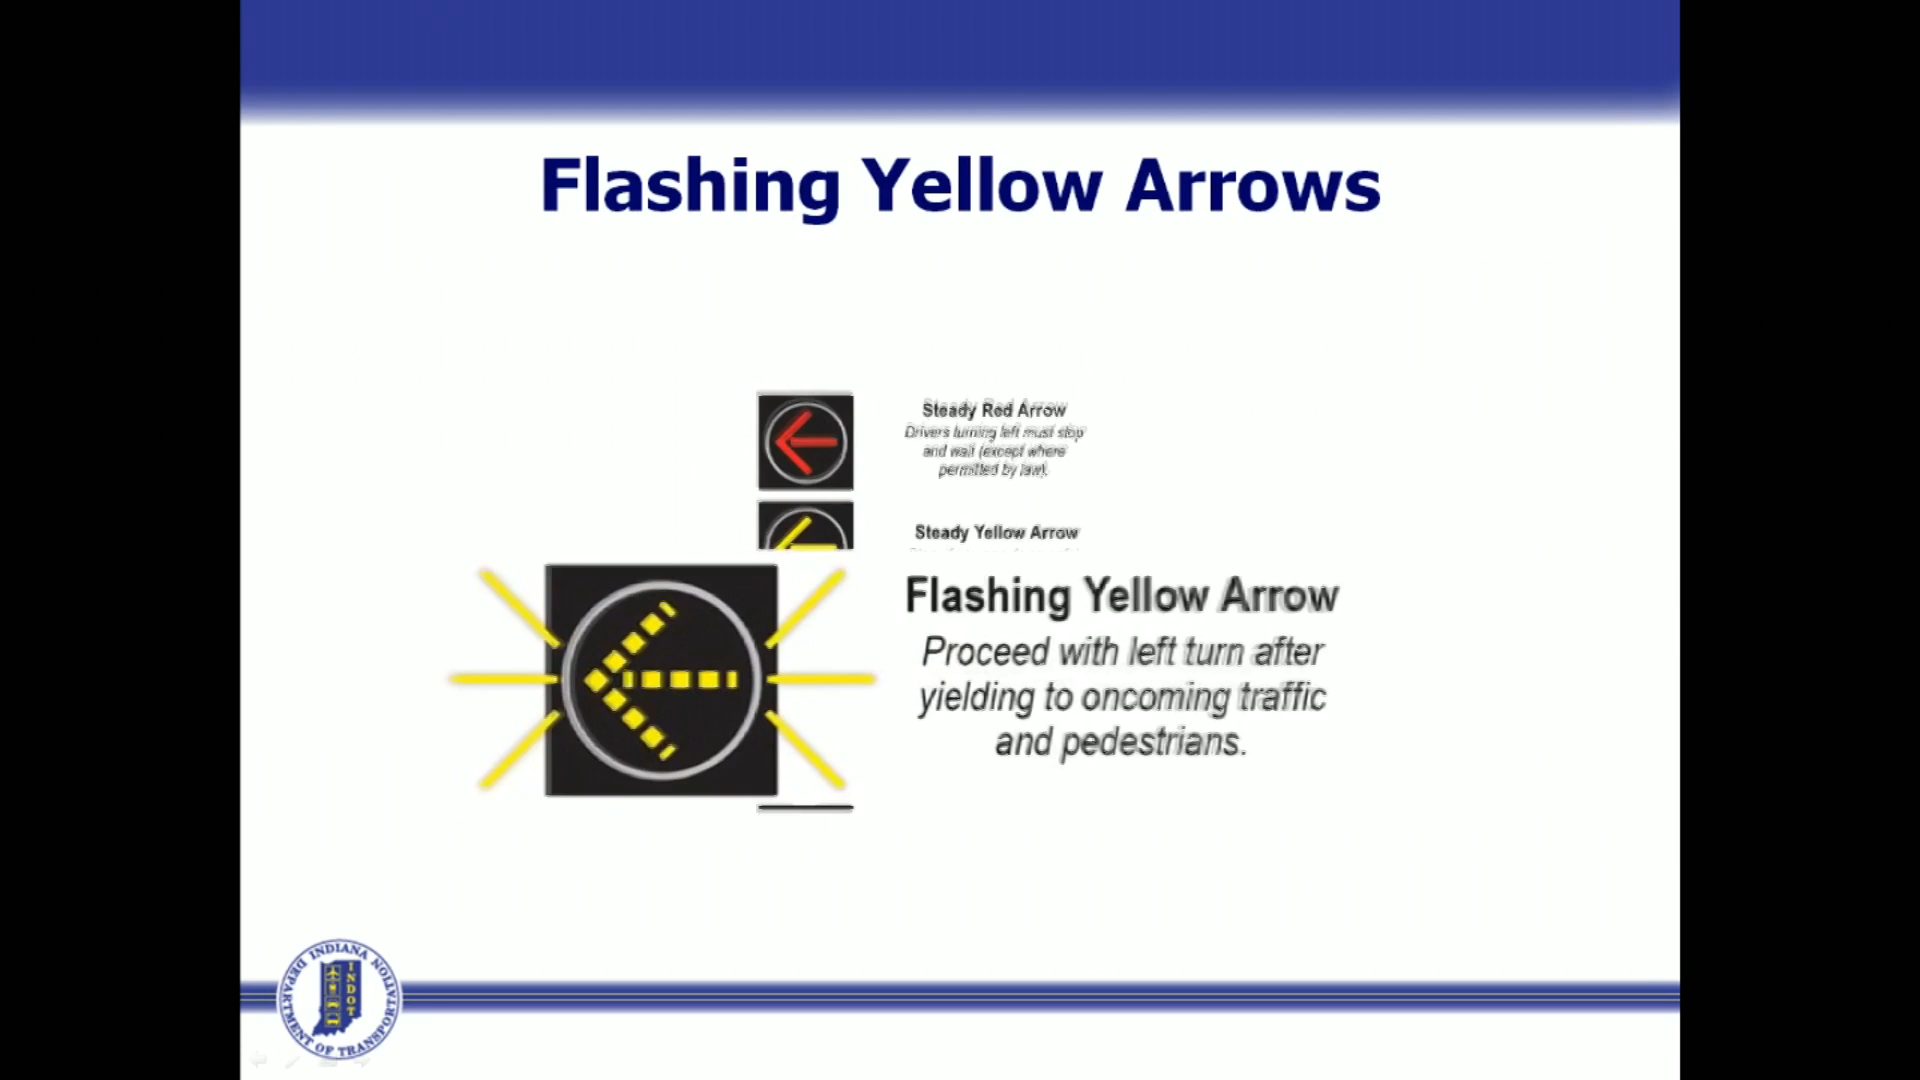 Flashing Yellow Arrows
Steady Red Arrow
Drivers turning left must stop
and wait (except where
permitted by law).
Steady Yellow Arrow
Flashing Yellow Arrow
Proceed with left turn after
yielding to oncoming traffic
and pedestrians.
INDIANA
DEPARTMENT OF TRANSPORTATION
INDOT